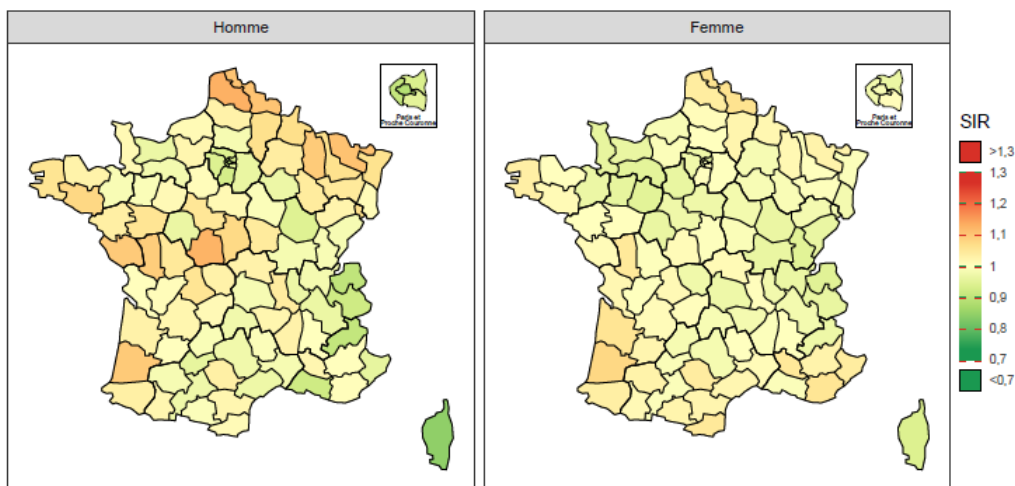 Homme
Femme
Paris et
Proche Couronne
Paris et
Proche Couronne
SIR
>1,3
1,3
1,2
1,1
1
0,9
0,8
0,7
<0,7